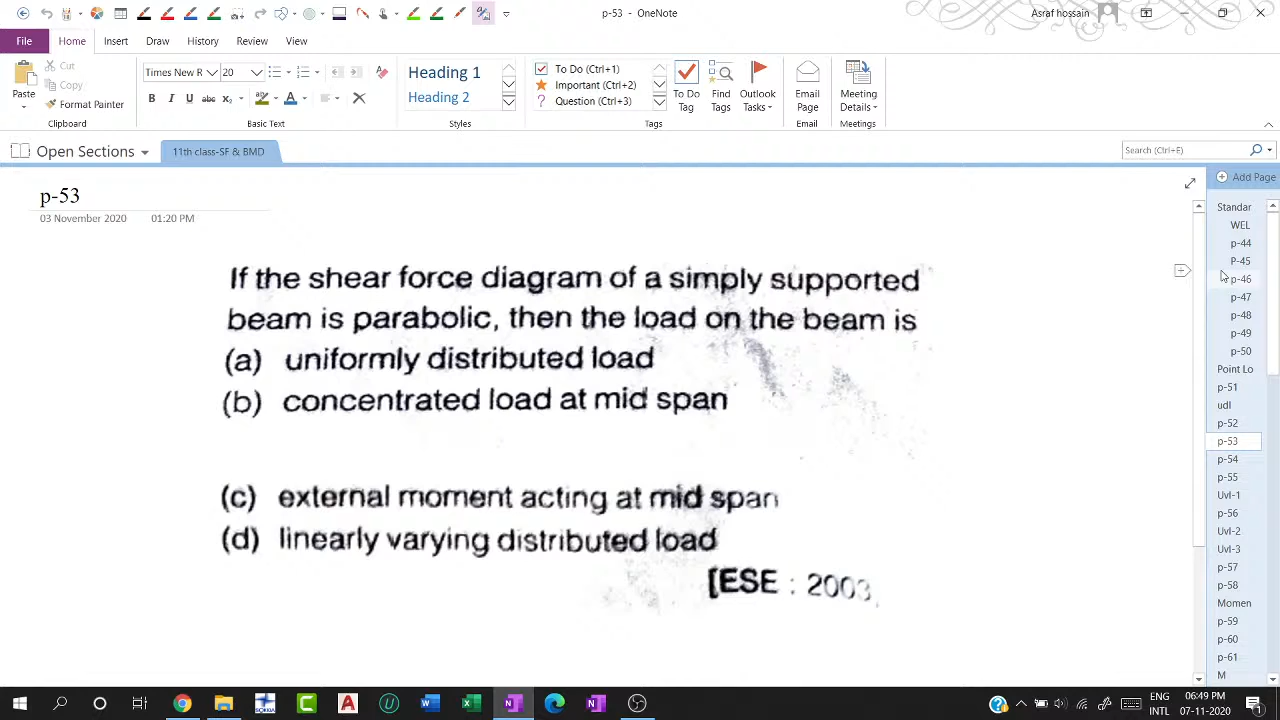 p-53 - OneNote
Asraf hossain
File
Home
Insert
Draw
History
Review
View
Paste
Cut
Copy
Format Painter
Clipboard
Times New R
20
B I U abc x₂
A
Basic Text
Heading 1
Heading 2
Styles
To Do (Ctrl+1)
Important (Ctrl+2)
Question (Ctrl+3)
To Do Tag
Find Tags
Outlook Tasks
Tags
Email Page
Email
Meeting Details
Meetings
Open Sections
11th class-SF & BMD
Search (Ctrl+E)
p-53
03 November 2020 01:20 PM
Add Page
If the shear force diagram of a simply supported
beam is parabolic, then the load on the beam is
(a) uniformly distributed load
(b) concentrated load at mid span
(c) external moment acting at mid span
(d) linearly varying distributed load
[ESE : 2003
Standar
WEL
p-44
P-45
p-46
p-47
p-48
p-49
p-50
Point Lo
p-51
udl
p-52
p-53
p-54
p-55
Uvl-1
p-56
Uvl-2
Uvl-3
p-57
p-58
Momen
p-59
p-60
p-61
M
ENG
INTL
06:49 PM
07-11-2020